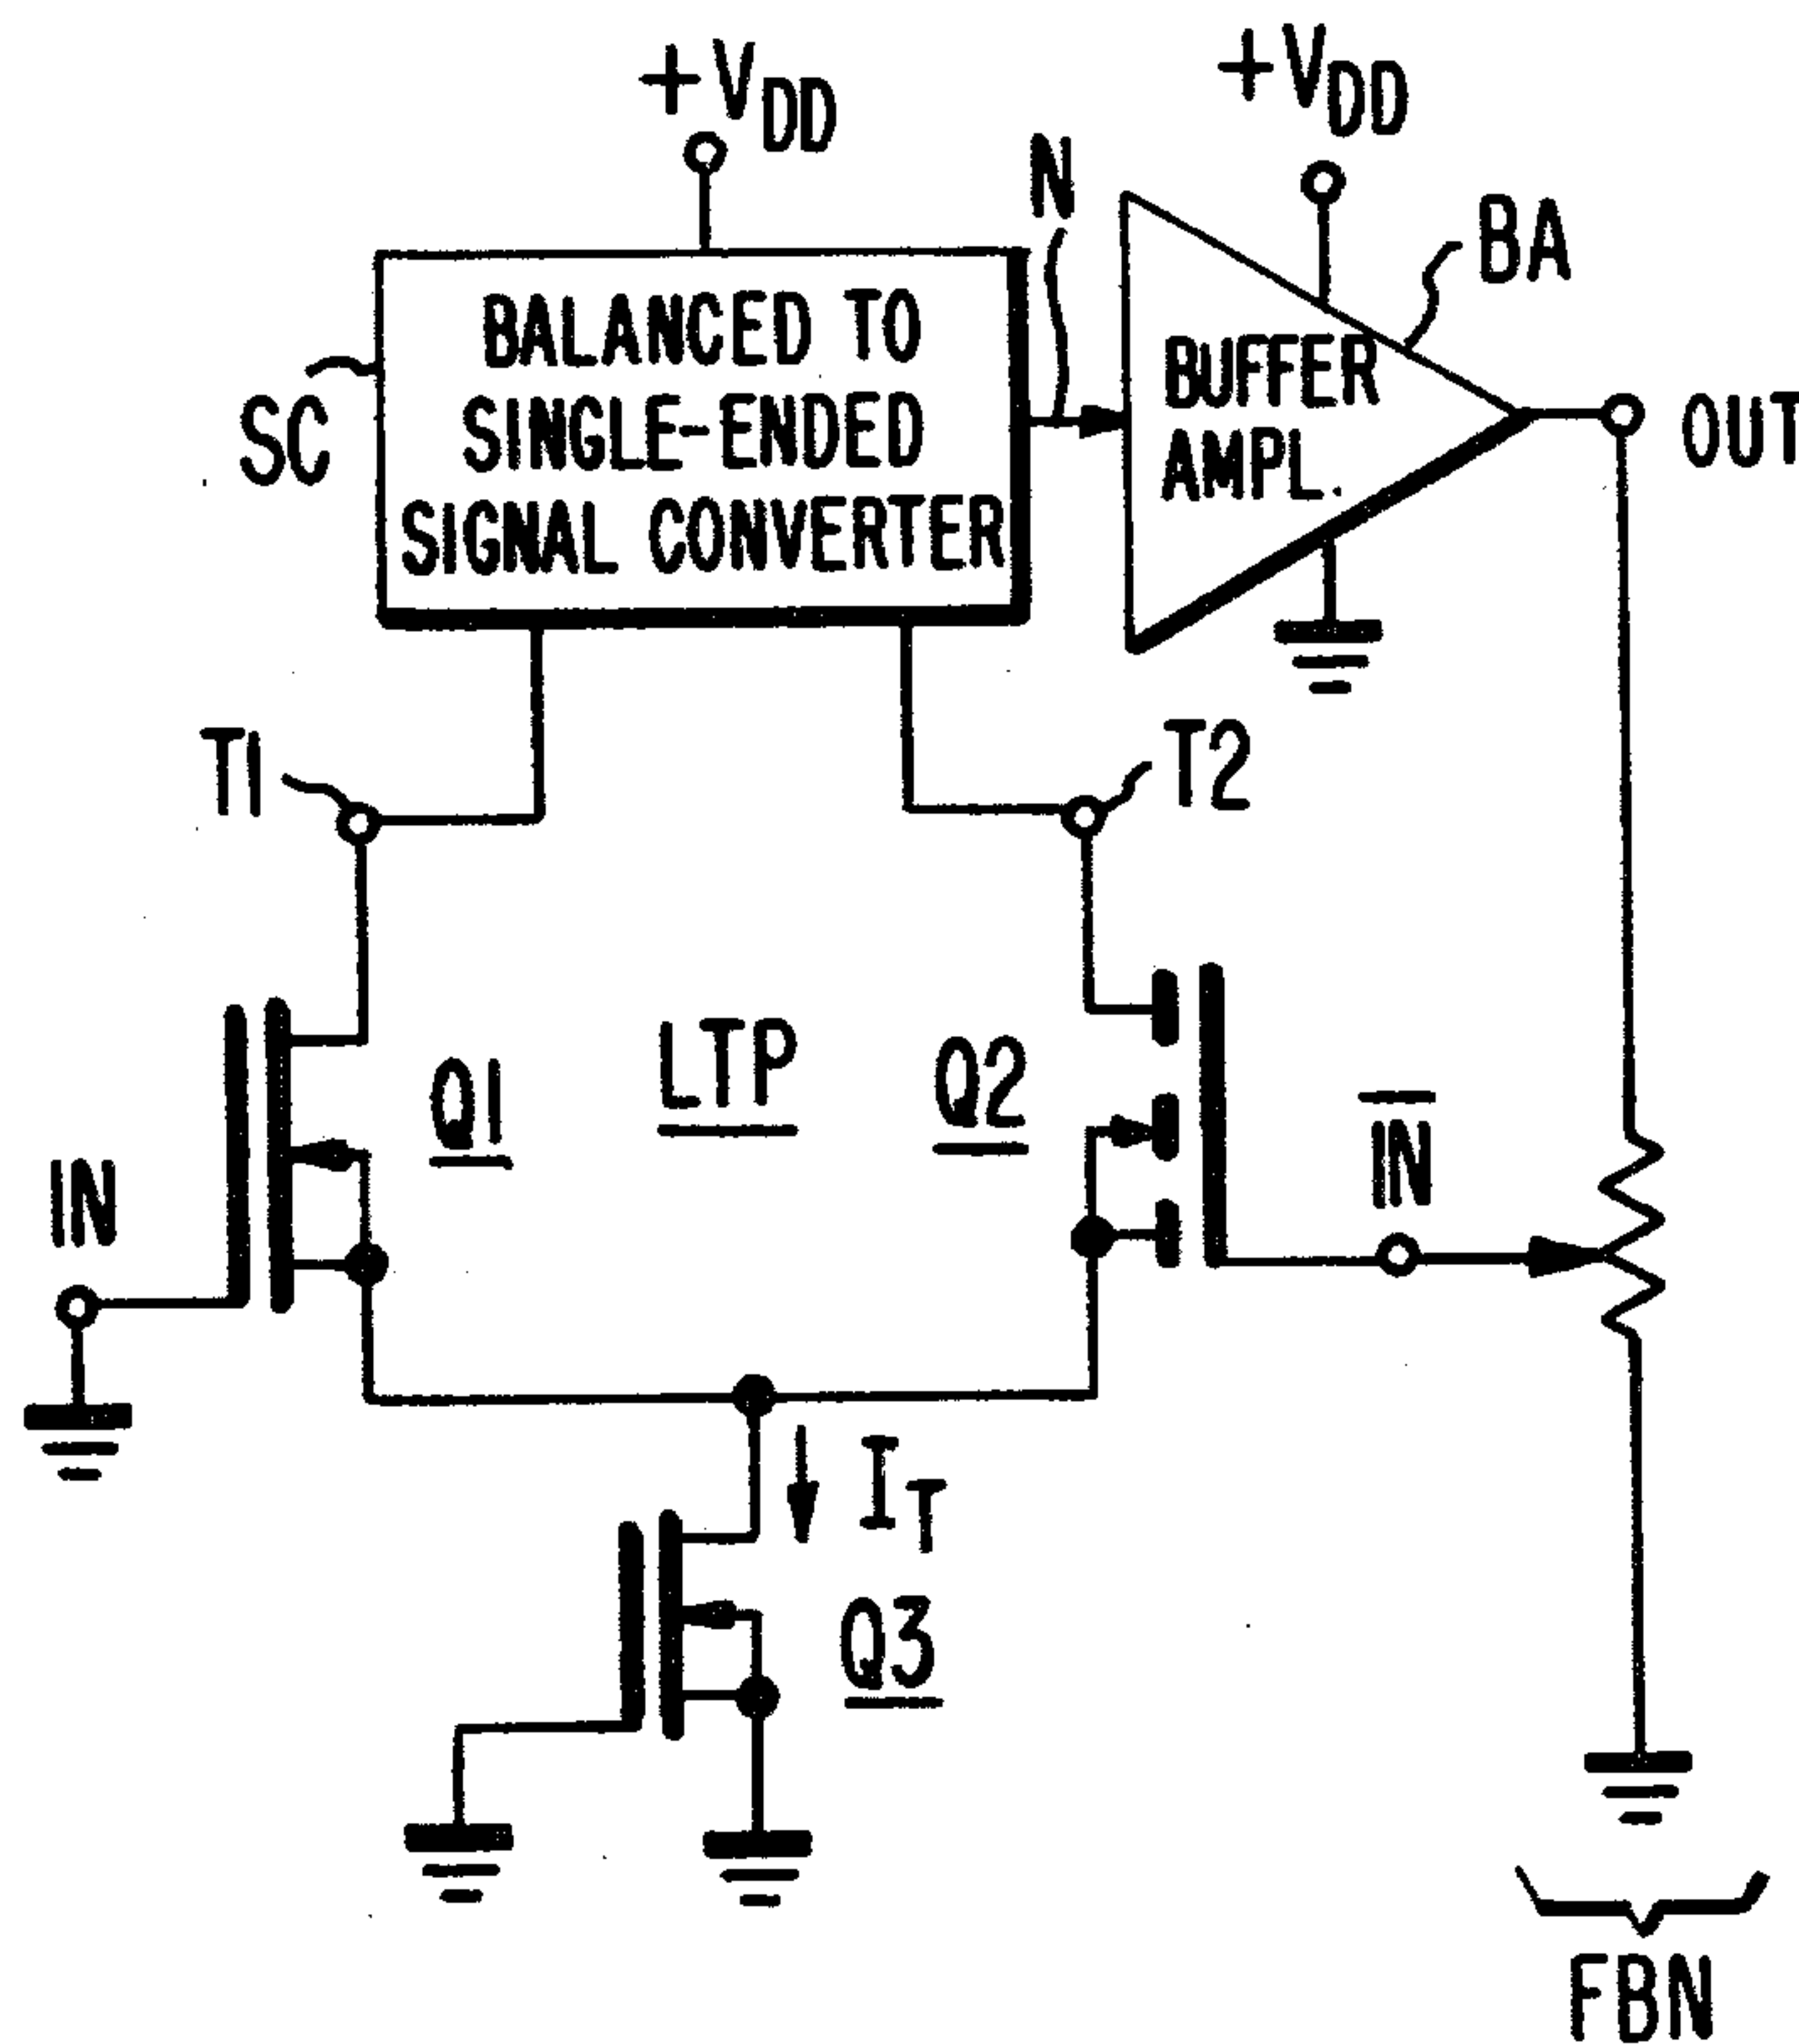 +VDD
+VDD
N
BA
BALANCED TO
SINGLE-ENDED
SIGNAL CONVERTER
SC
BUFFER
AMPL.
OUT
T1
T2
LTP
Q1
Q2
IN
I̅N̅
IT
Q3
FBN